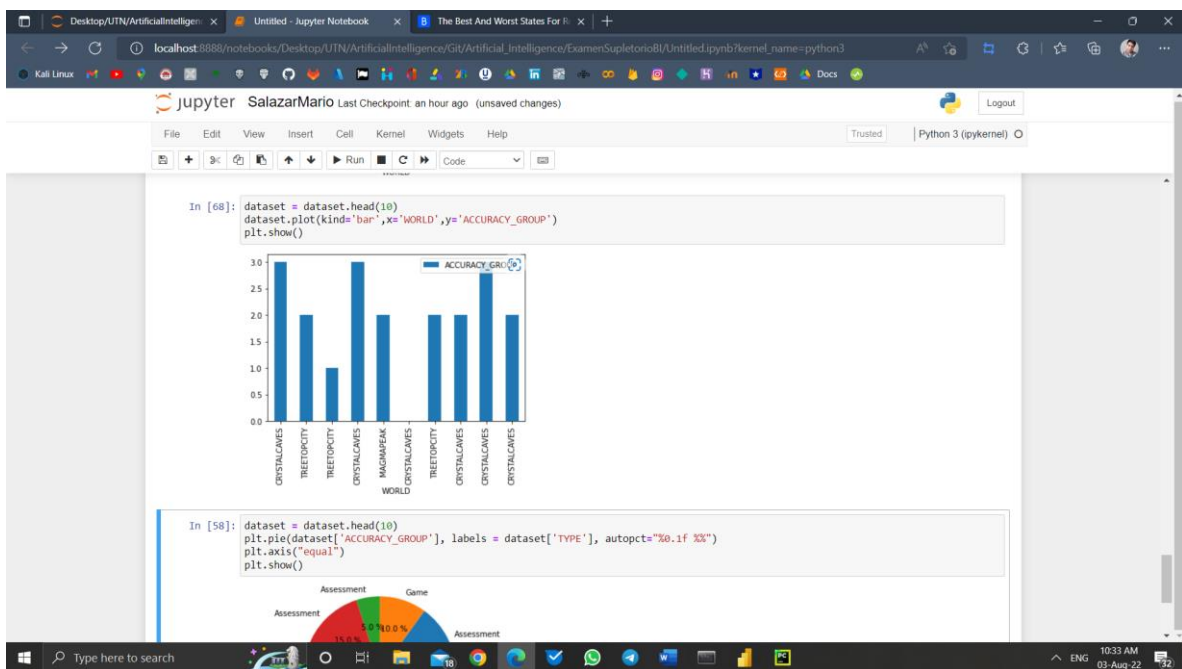 Desktop/UTN/ArtificialIntelligen
Untitled - Jupyter Notebook
The Best And Worst States For R
localhost:8888/notebooks/Desktop/UTN/ArtificialIntelligence/Git/Artificial_Intelligence/ExamenSupletorioBI/Untitled.ipynb?kernel_name=python3
Kali Linux
Docs
jupyter SalazarMario Last Checkpoint: an hour ago (unsaved changes)
Logout
File Edit View Insert Cell Kernel Widgets Help
Trusted
Python 3 (ipykernel)
Run
Code
In [68]: dataset = dataset.head(10)
dataset.plot(kind='bar',x='WORLD',y='ACCURACY_GROUP')
plt.show()
ACCURACY_GROUP
3.0
2.5
2.0
1.5
1.0
0.5
0.0
CRYSTALCAVES
TREETOPCITY
TREETOPCITY
CRYSTALCAVES
MAGMAPEAK
CRYSTALCAVES
TREETOPCITY
CRYSTALCAVES
CRYSTALCAVES
CRYSTALCAVES
WORLD
In [58]: dataset = dataset.head(10)
plt.pie(dataset['ACCURACY_GROUP'], labels = dataset['TYPE'], autopct="%0.1f %%")
plt.axis("equal")
plt.show()
Assessment
Game
Assessment
5.0 %
10.0 %
15.0 %
Assessment
Type here to search
18
ENG
10:33 AM
03-Aug-22
32